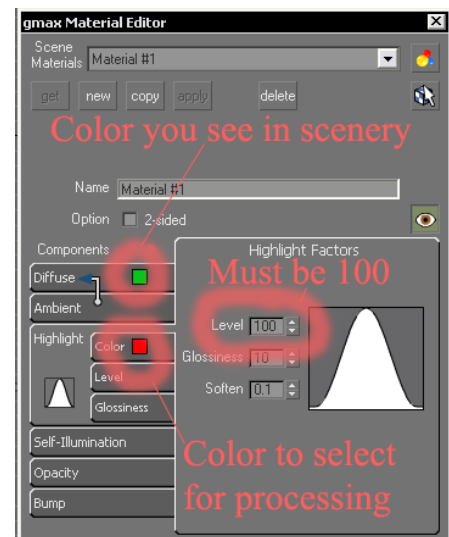 gmax Material Editor
Scene
Materials Material #1
get new copy apply delete
Color you see in scenery
Name Material #1
Option 2-sided
Components Highlight Factors
Diffuse Must be 100
Ambient
Level 100
Highlight Color
Glossiness 10
Level
Soften 0.1
Glossiness
Self-Illumination
Color to select
Opacity
for processing
Bump